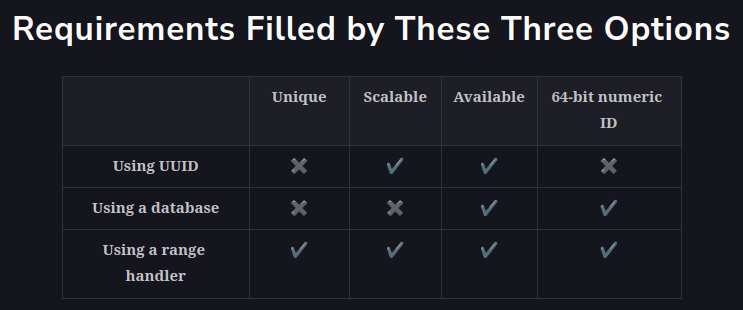 Requirements Filled by These Three Options
Unique Scalable Available 64-bit numeric
ID
Using UUID ✖ ✔ ✔ ✖
Using a database ✖ ✖ ✔ ✔
Using a range ✔ ✔ ✔ ✔
handler